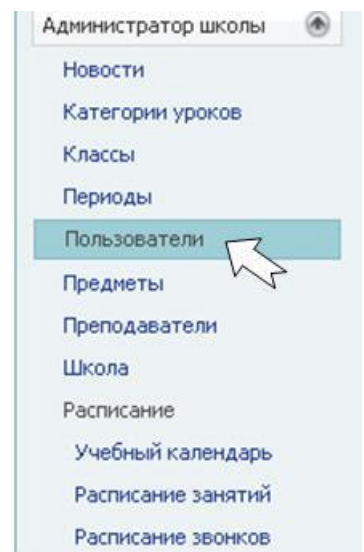 Администратор школы
Новости
Категории уроков
Классы
Периоды
Пользователи
Предметы
Преподаватели
Школа
Расписание
Учебный календарь
Расписание занятий
Расписание звонков